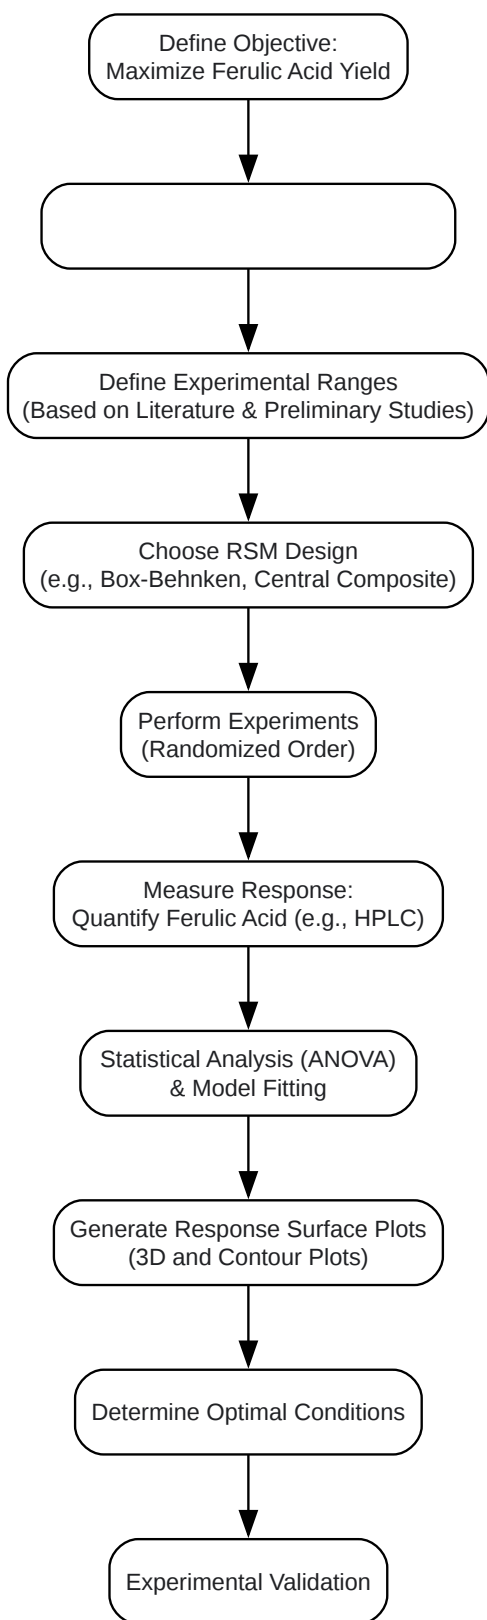 Define Objective:
Maximize Ferulic Acid Yield
Define Experimental Ranges
(Based on Literature & Preliminary Studies)
Choose RSM Design
(e.g., Box-Behnken, Central Composite)
Perform Experiments
(Randomized Order)
Measure Response:
Quantify Ferulic Acid (e.g., HPLC)
Statistical Analysis (ANOVA)
& Model Fitting
Generate Response Surface Plots
(3D and Contour Plots)
Determine Optimal Conditions
Experimental Validation